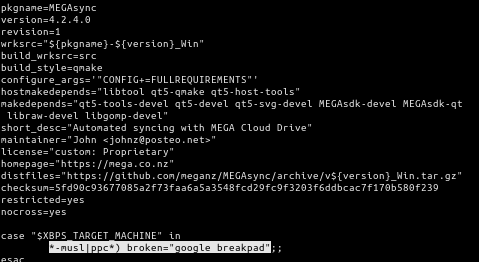 pkgname=MEGAsync
version=4.2.4.0
revision=1
wrksrc="${pkgname}-${version}_Win"
build_wrksrc=src
build_style=qmake
configure_args='"CONFIG+=FULLREQUIREMENTS"'
hostmakedepends="libtool qt5-qmake qt5-host-tools"
makedepends="qt5-tools-devel qt5-devel qt5-svg-devel MEGAsdk-devel MEGAsdk-qt
 libraw-devel libgomp-devel"
short_desc="Automated syncing with MEGA Cloud Drive"
maintainer="John <johnz@posteo.net>"
license="custom: Proprietary"
homepage="https://mega.co.nz"
distfiles="https://github.com/meganz/MEGAsync/archive/v${version}_Win.tar.gz"
checksum=5fd90c93677085a2f73faa6a5a3548fcd29fc9f3203f6ddbcac7f170b580f239
restricted=yes
nocross=yes
case "$XBPS_TARGET_MACHINE" in
*-musl|ppc*) broken="google breakpad";;
esac